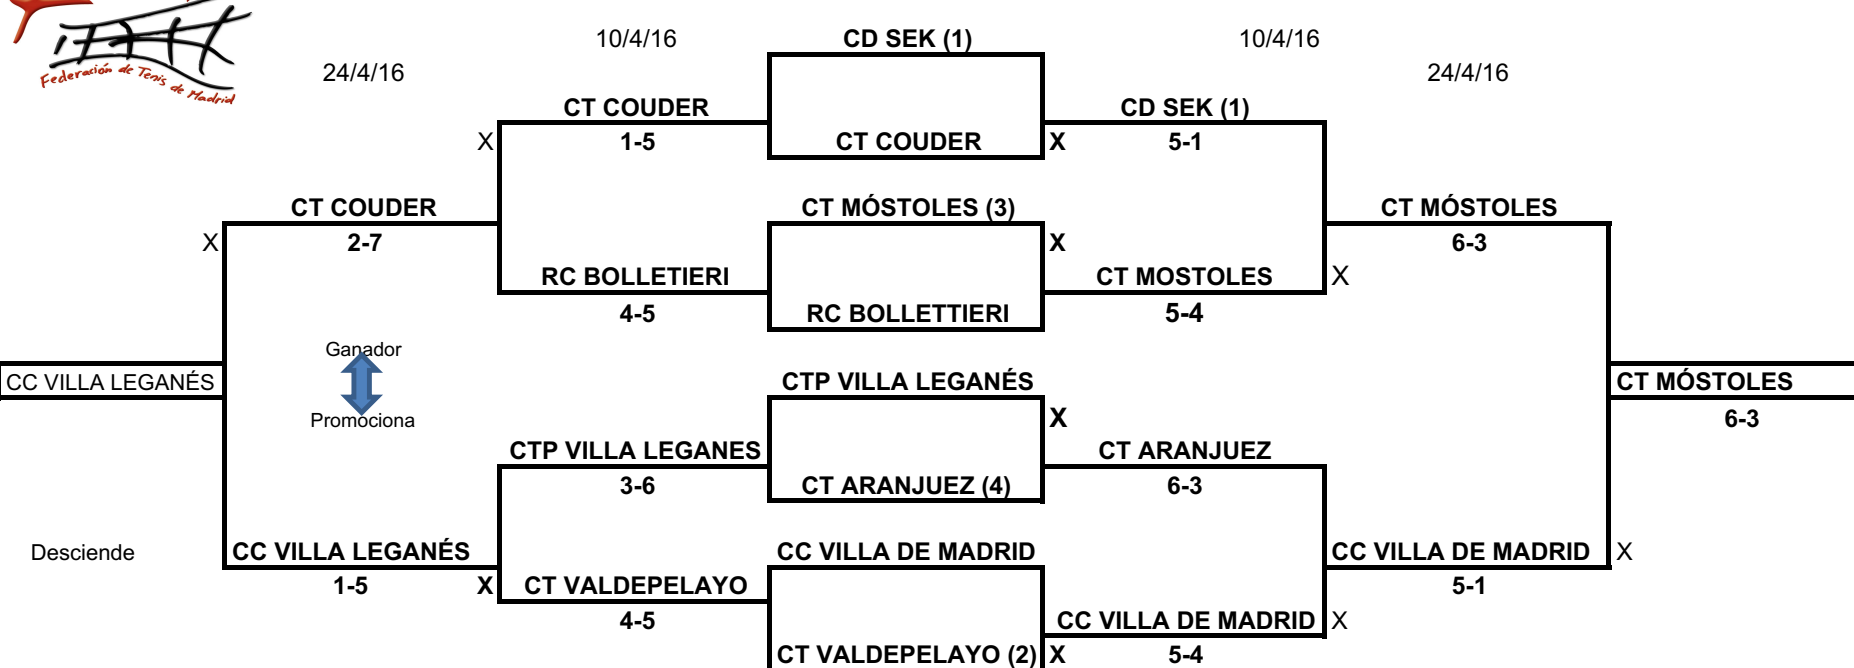 Federación de Tenis de Madrid
10/4/16 CD SEK (1) 10/4/16
24/4/16 24/4/16
CT COUDER CD SEK (1)
X 1-5 CT COUDER X 5-1
CT COUDER CT MÓSTOLES (3) CT MÓSTOLES
X 2-7 X 6-3
RC BOLLETIERI CT MOSTOLES X
4-5 RC BOLLETTIERI 5-4
Ganador
CC VILLA LEGANÉS CTP VILLA LEGANÉS CT MÓSTOLES
Promociona X 6-3
CTP VILLA LEGANES CT ARANJUEZ
3-6 CT ARANJUEZ (4) 6-3
Desciende CC VILLA LEGANÉS CC VILLA DE MADRID CC VILLA DE MADRID X
1-5 X CT VALDEPELAYO 5-1
4-5 CC VILLA DE MADRID X
CT VALDEPELAYO (2) X 5-4